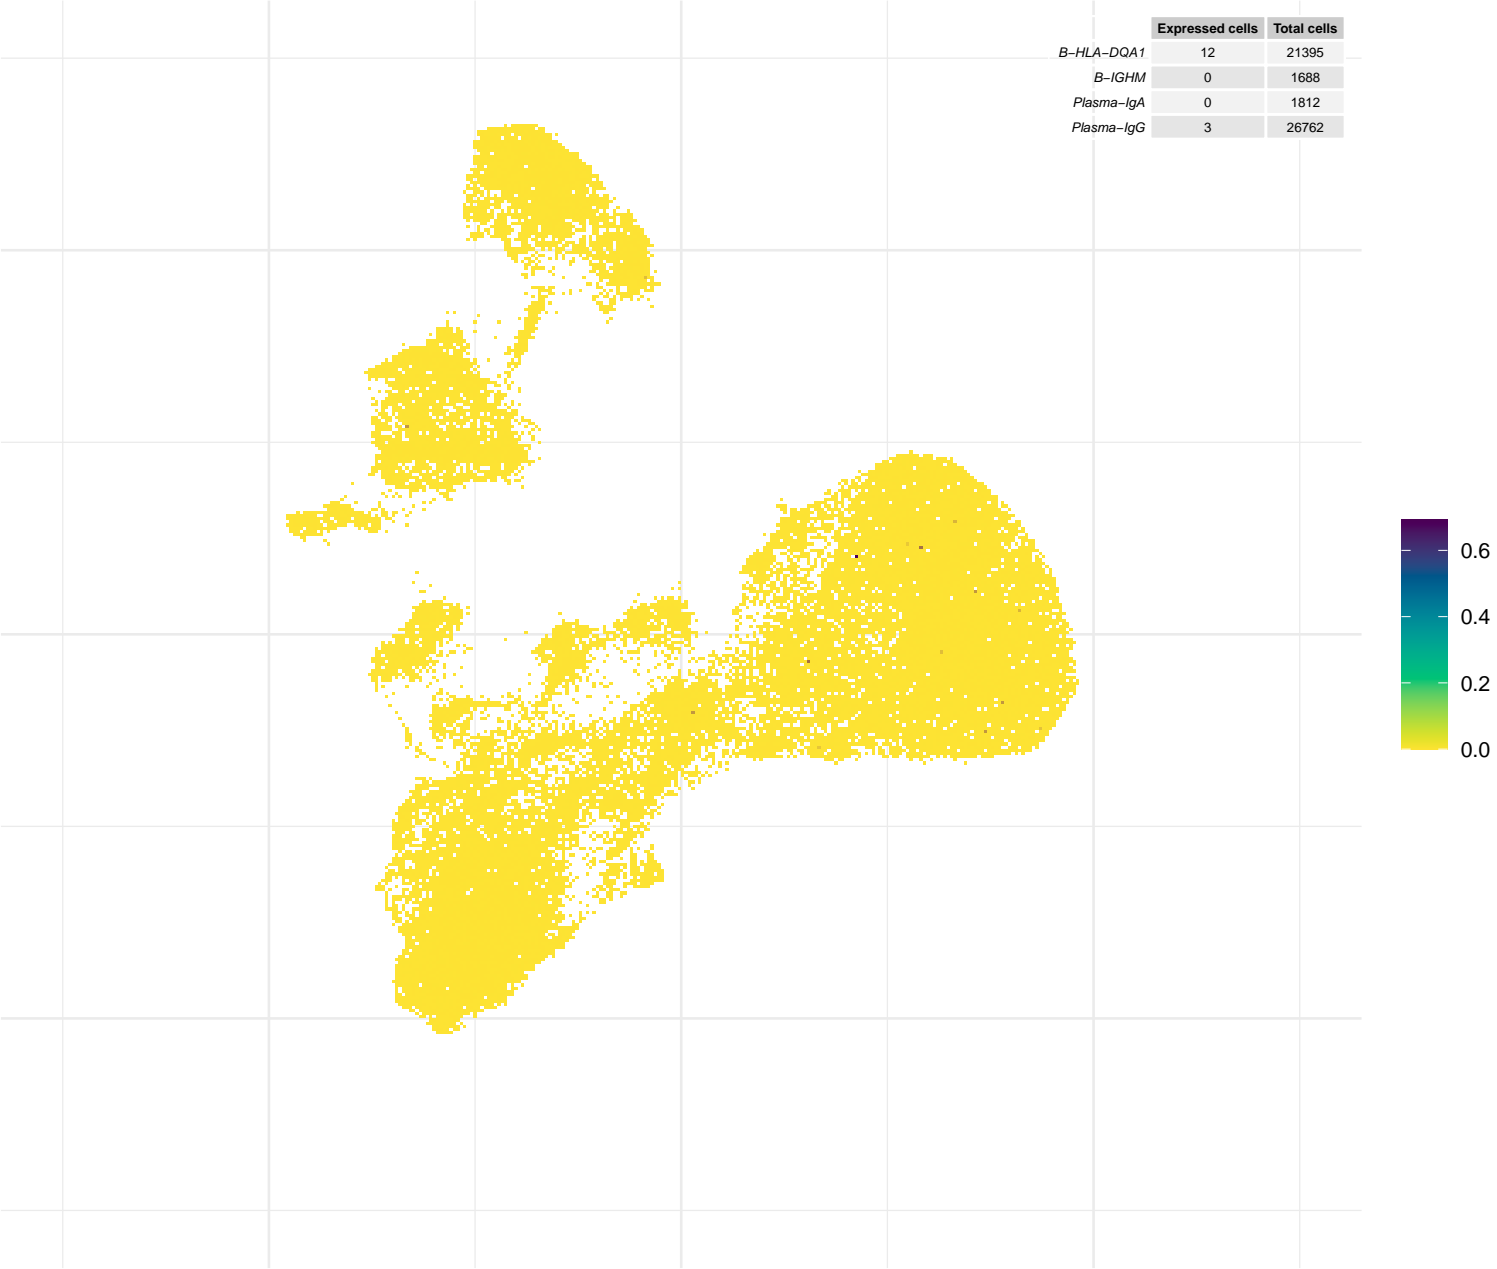 Expressed cells Total cells
B–HLA–DQA1 12 21395
B–IGHM 0 1688
Plasma–IgA 0 1812
Plasma–IgG 3 26762
0.6
0.4
0.2
0.0